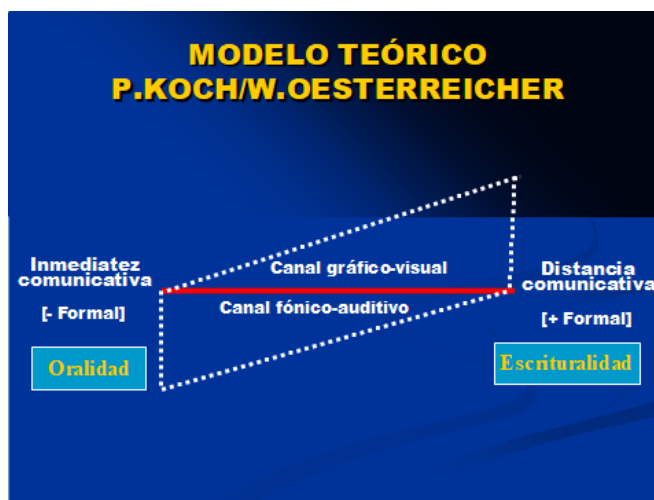 MODELO TEÓRICO
P.KOCH/W.OESTERREICHER
Inmediatez
comunicativa
[- Formal]
Oralidad
Canal gráfico-visual
Canal fónico-auditivo
Distancia
comunicativa
[+ Formal]
Escrituralidad